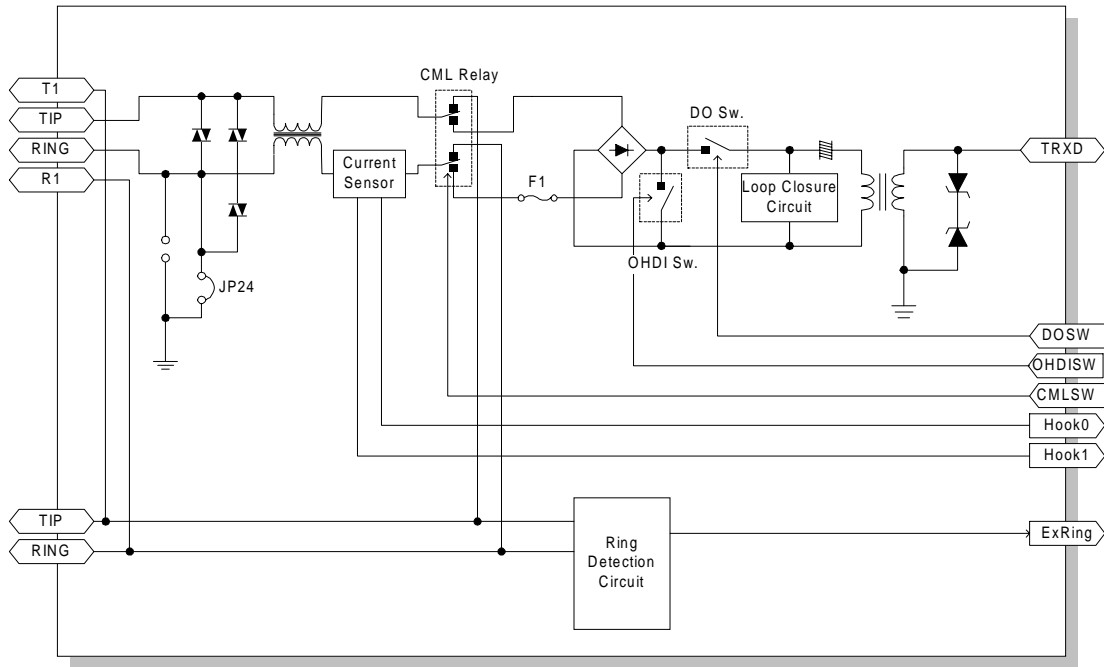 T1
TIP
RING
R1
CML Relay
Current
Sensor
F1
DO Sw.
Loop Closure
Circuit
OHDI Sw.
TRXD
JP24
DOSW
OHDISW
CMLSW
Hook0
Hook1
TIP
RING
Ring
Detection
Circuit
ExRing